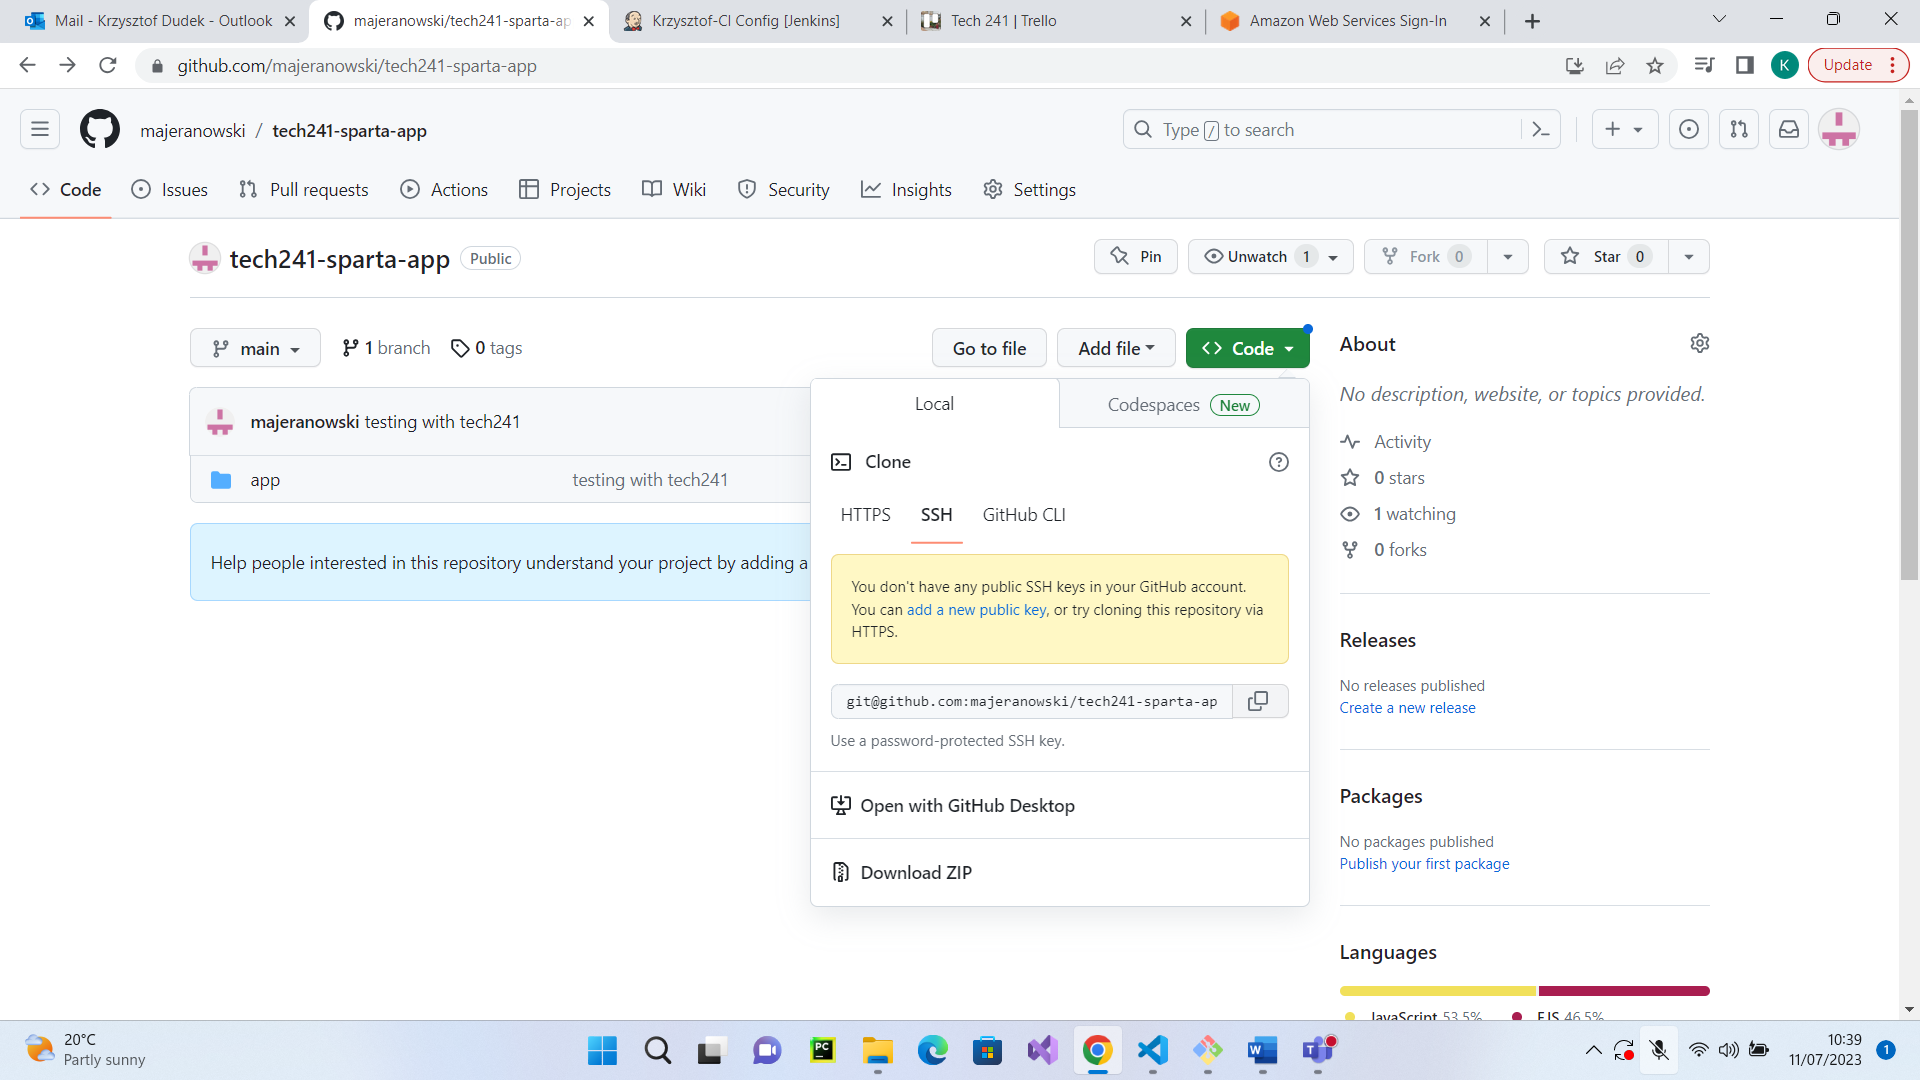 Mail - Krzysztof Dudek - Outlook
majeranowski/tech241-sparta-ap
Krzysztof-CI Config [Jenkins]
Tech 241 | Trello
Amazon Web Services Sign-In
github.com/majeranowski/tech241-sparta-app
K
Update
majeranowski / tech241-sparta-app
Type / to search
Code
Issues
Pull requests
Actions
Projects
Wiki
Security
Insights
Settings
tech241-sparta-app
Public
Pin
Unwatch 1
Fork 0
Star 0
main
1 branch
0 tags
Go to file
Add file
Code
majeranowski testing with tech241
app
testing with tech241
Help people interested in this repository understand your project by adding a
Local
Codespaces New
Clone
HTTPS
SSH
GitHub CLI
You don't have any public SSH keys in your GitHub account.
You can add a new public key, or try cloning this repository via
HTTPS.
git@github.com:majeranowski/tech241-sparta-ap
Use a password-protected SSH key.
Open with GitHub Desktop
Download ZIP
About
No description, website, or topics provided.
Activity
0 stars
1 watching
0 forks
Releases
No releases published
Create a new release
Packages
No packages published
Publish your first package
Languages
JavaScript 53.5%
EJS 46.5%
20°C
Partly sunny
PC
W
T
10:39
11/07/2023
1